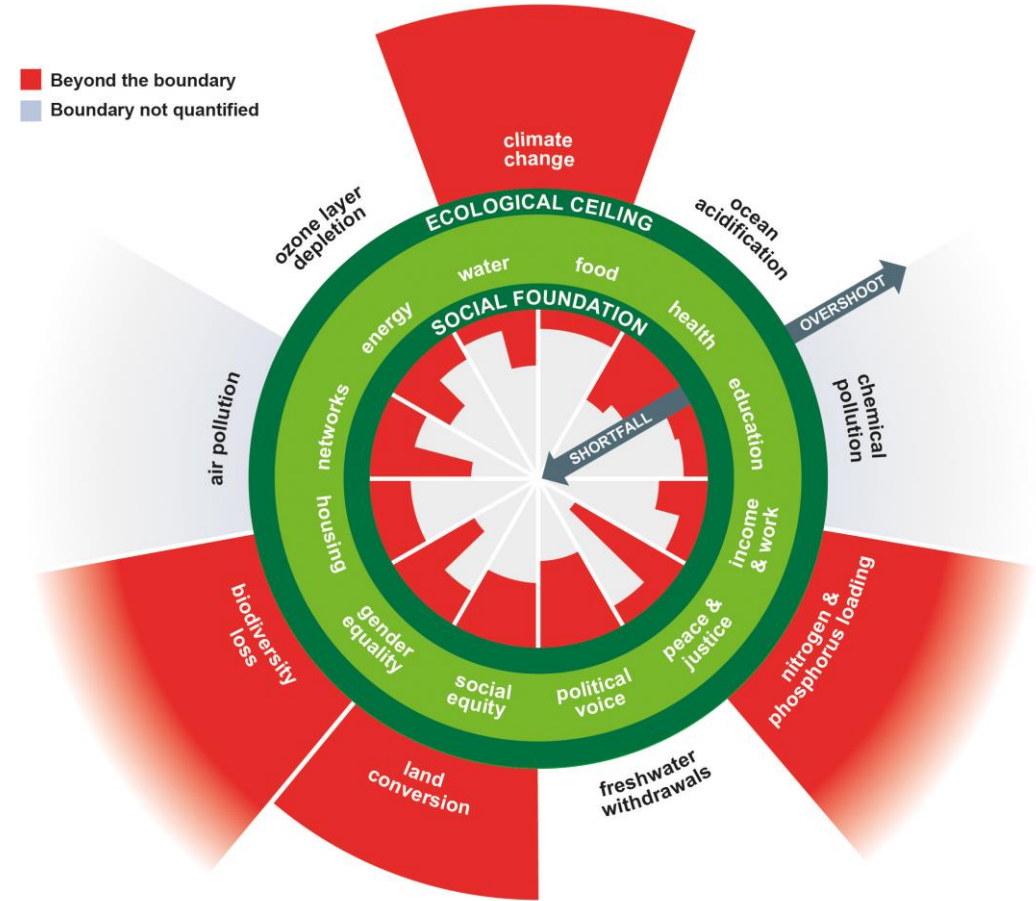 Beyond the boundary
Boundary not quantified
climate
change
ozone layer
depletion
ocean
acidification
ECOLOGICAL CEILING
OVERSHOOT
water
food
energy
health
SOCIAL FOUNDATION
SHORTFALL
networks
education
air pollution
chemical
pollution
housing
income
& work
gender
equality
peace &
justice
social
equity
political
voice
biodiversity
loss
nitrogen &
phosphorus loading
land
conversion
freshwater
withdrawals